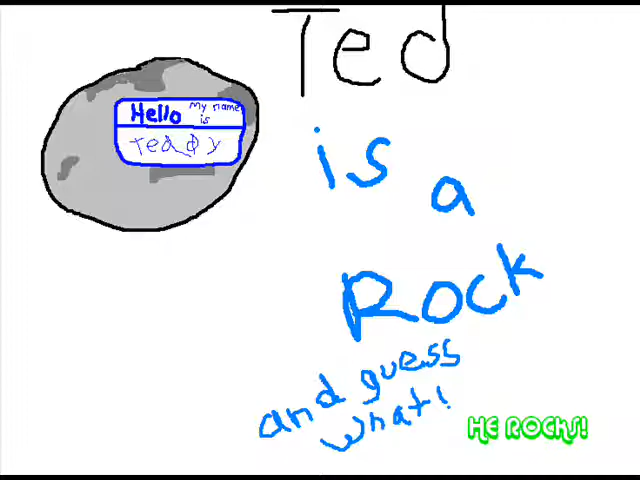 Ted
Hello My name is
Teddy
is a
Rock
and guess
what!
HE ROCKS!